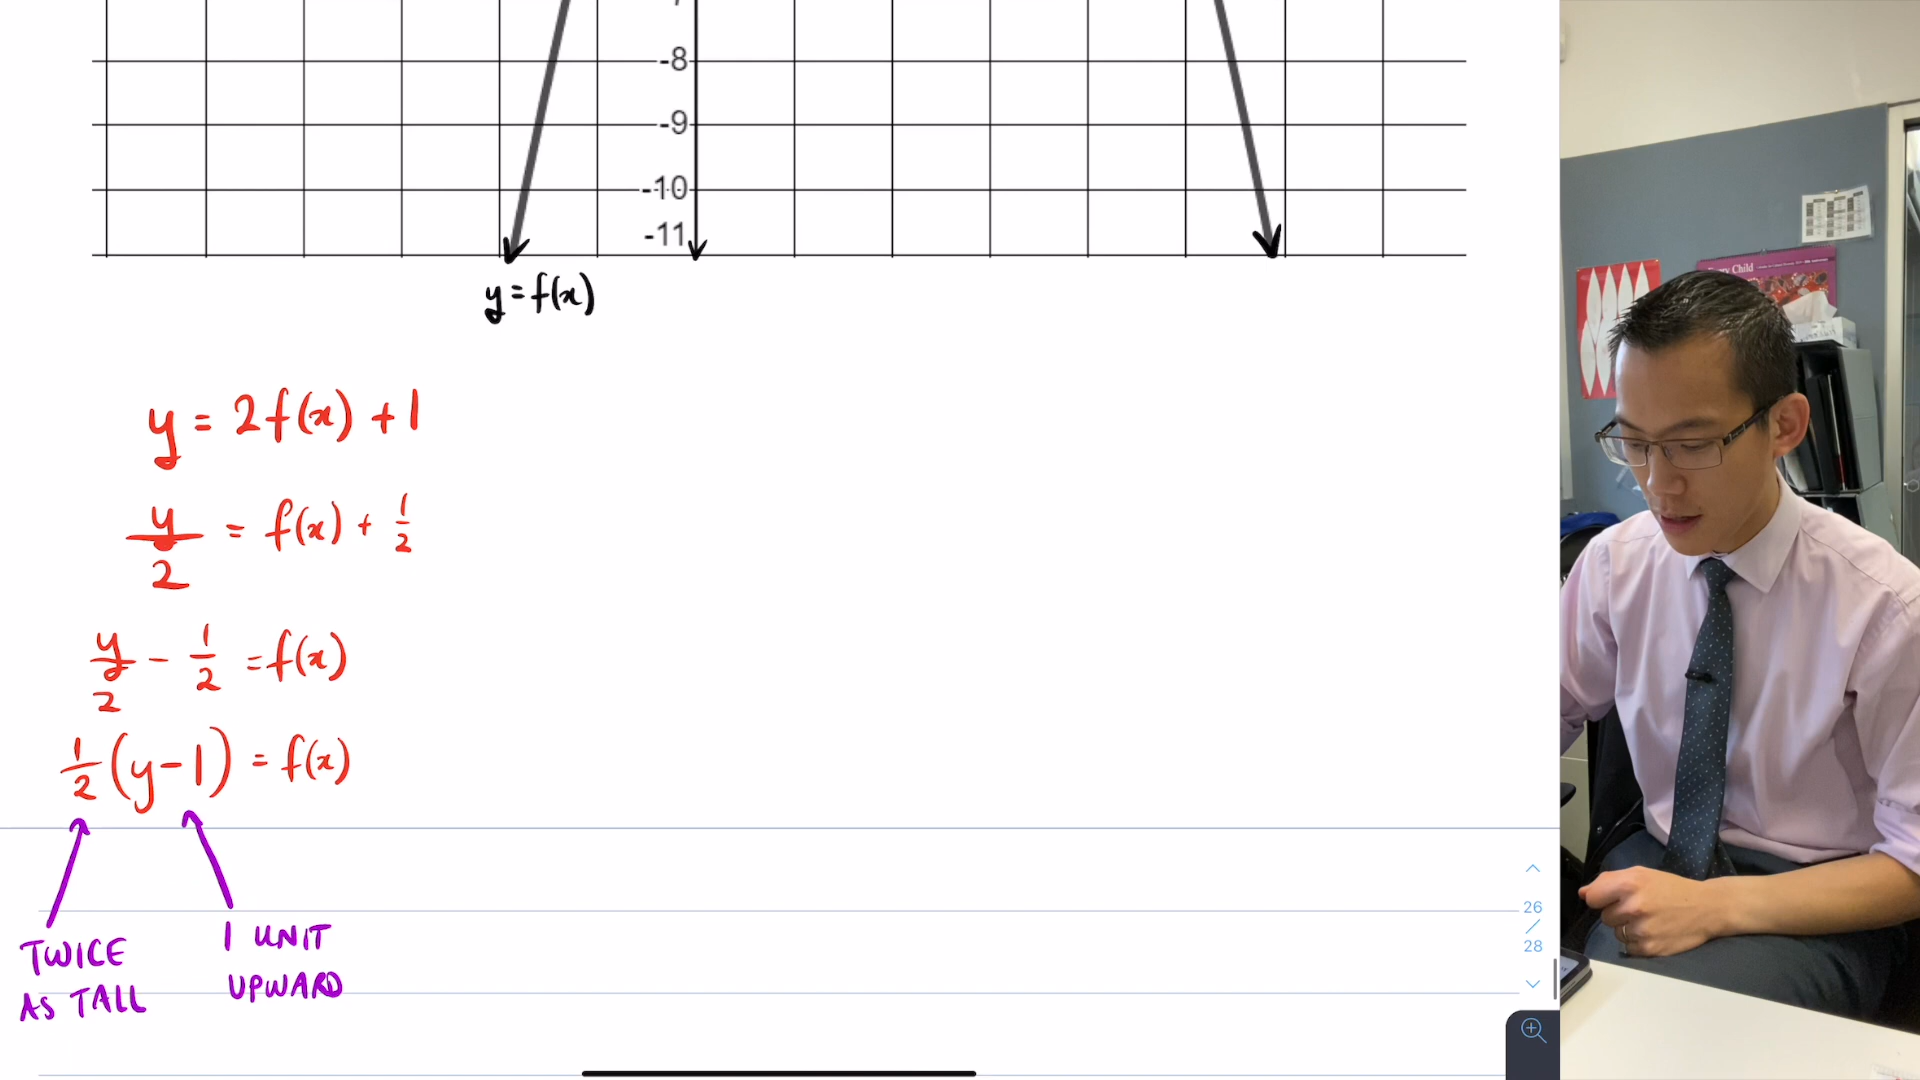 -8
-9
-10
-11
y=f(x)
y = 2f(x) + 1
y/2 = f(x) + 1/2
y/2 - 1/2 = f(x)
1/2(y-1) = f(x)
TWICE
AS TALL
1 UNIT
UPWARD
26
/
28